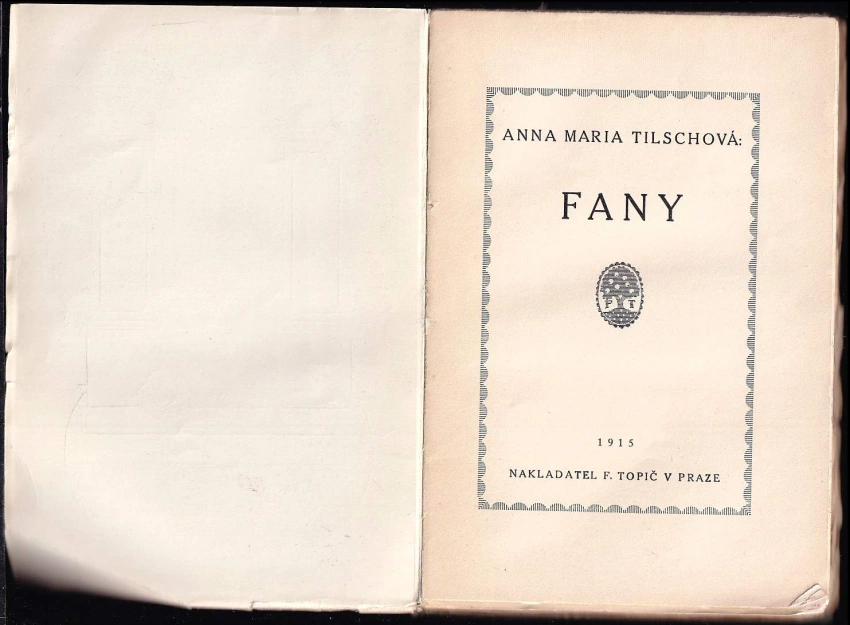 ANNA MARIA TILSCHOVÁ:
FANY
F T
1915
NAKLADATEL F. TOPIČ V PRAZE